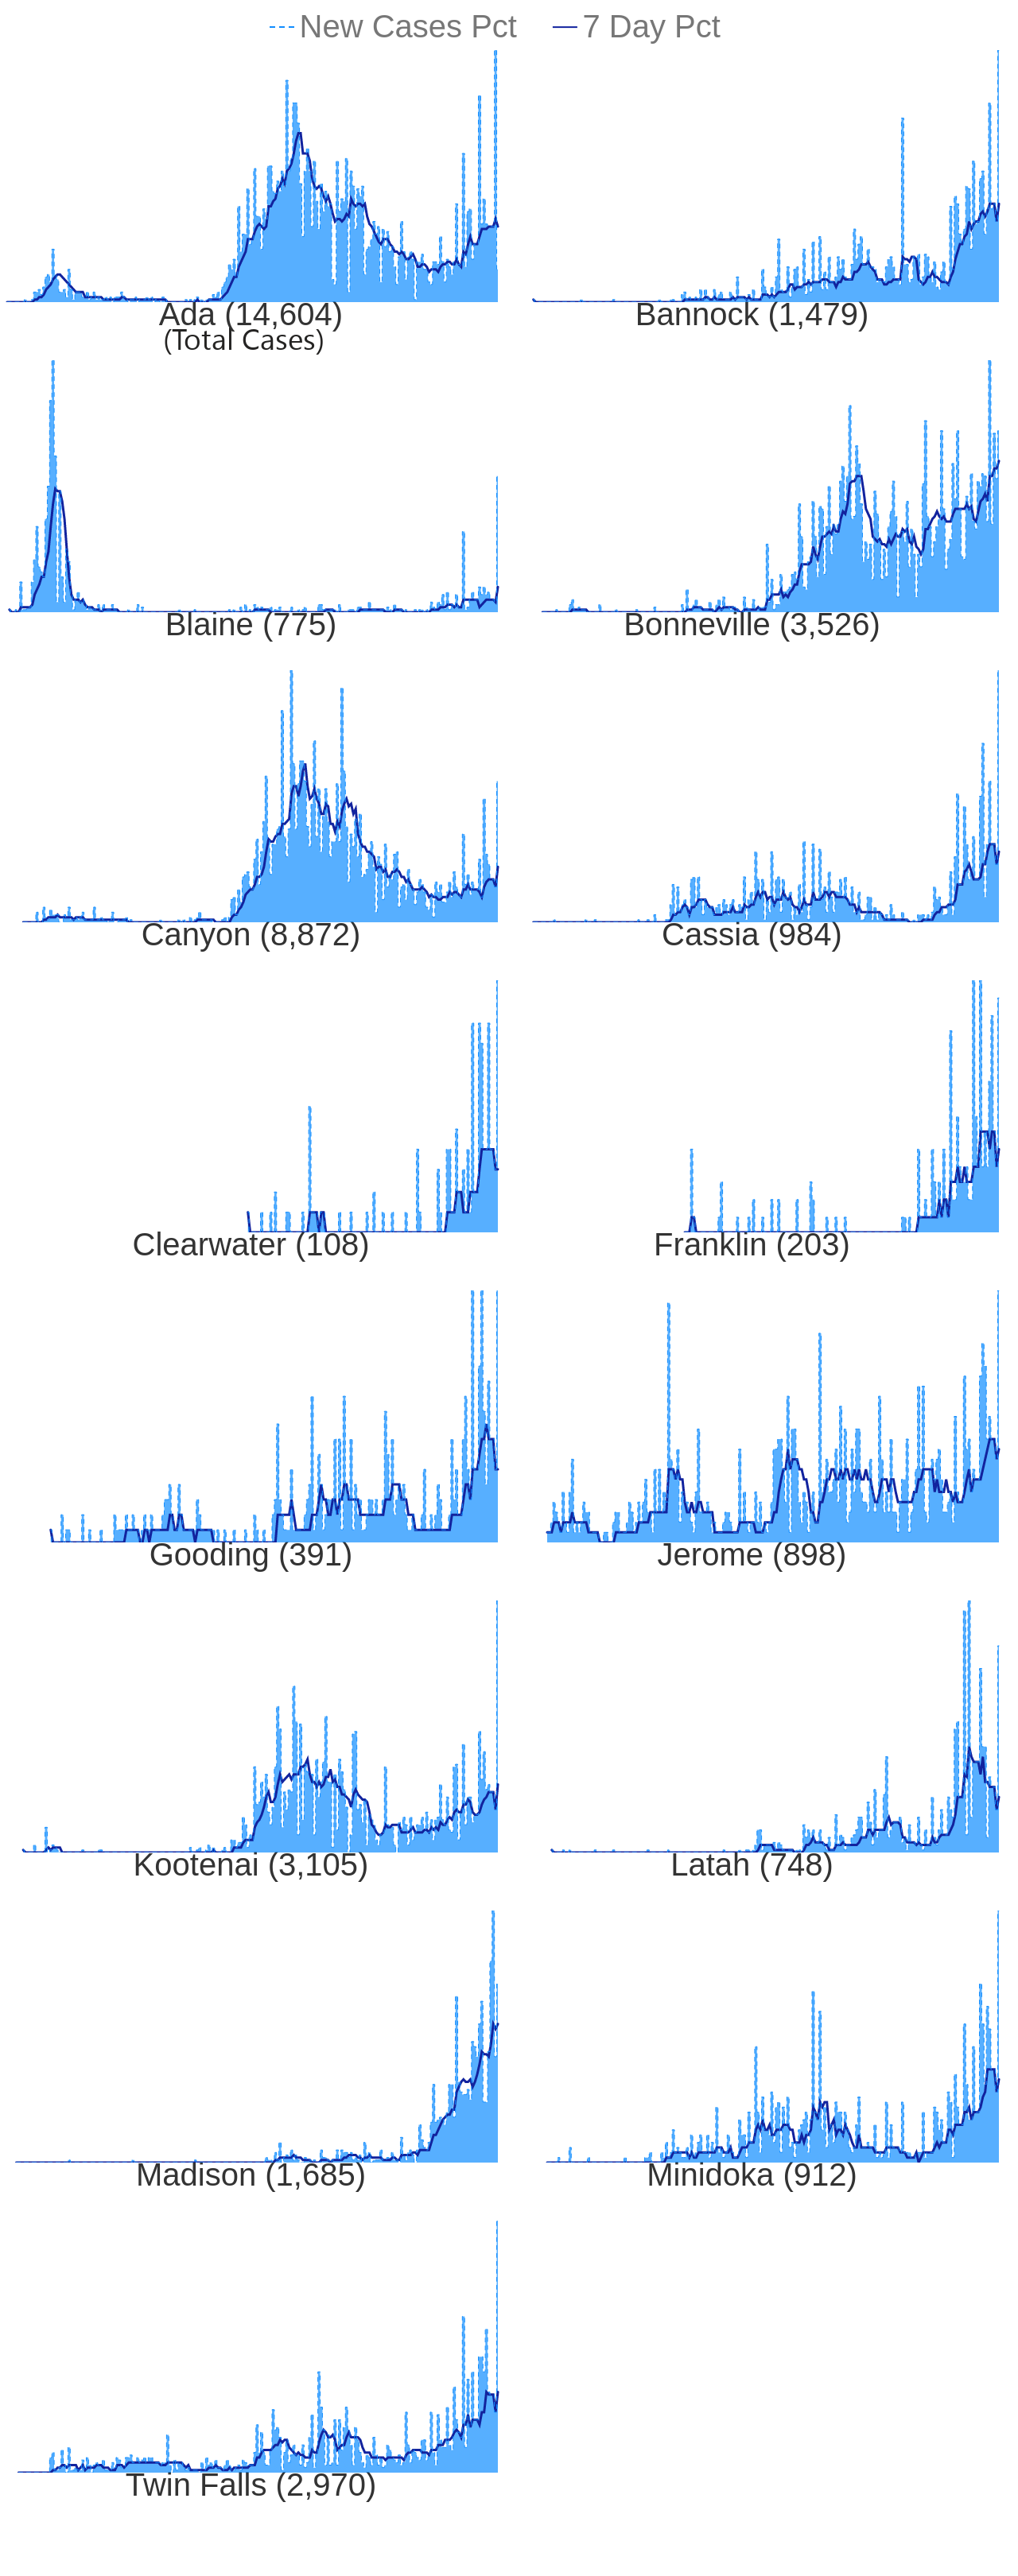 New Cases Pct 7 Day Pct
Ada (14,604) Bannock (1,479)
(Total Cases)
Blaine (775) Bonneville (3,526)
Canyon (8,872) Cassia (984)
Clearwater (108) Franklin (203)
Gooding (391) Jerome (898)
Kootenai (3,105) Latah (748)
Madison (1,685) Minidoka (912)
Twin Falls (2,970)